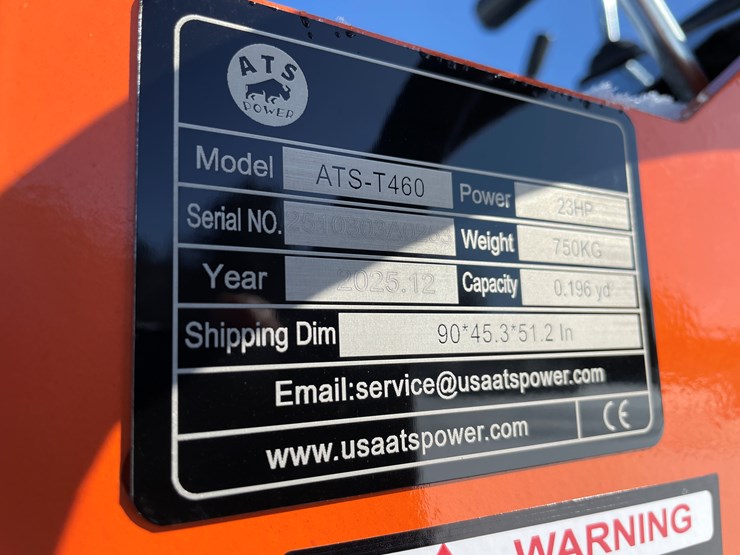 ATS
POWER
Model ATS-T460 Power 23HP
Serial NO. Weight 750KG
Year 2025.12 Capacity 0.196 yd
Shipping Dim 90*45.3*51.2 In
Email:service@usaatspower.com
www.usaatspower.com CE
WARNING